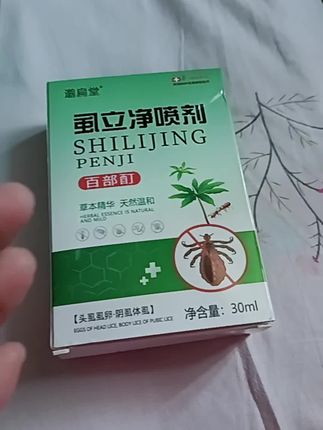 虱立净喷剂
SHILIJING
PENJI
百部酊
草本精华 天然温和
HERBAL ESSENCE IS NATURAL
AND MILD
净含量：30ml
【头虱虱卵·阴虱体虱】
EGGS OF HEAD LICE, BODY LICE OF PUBIC LICE